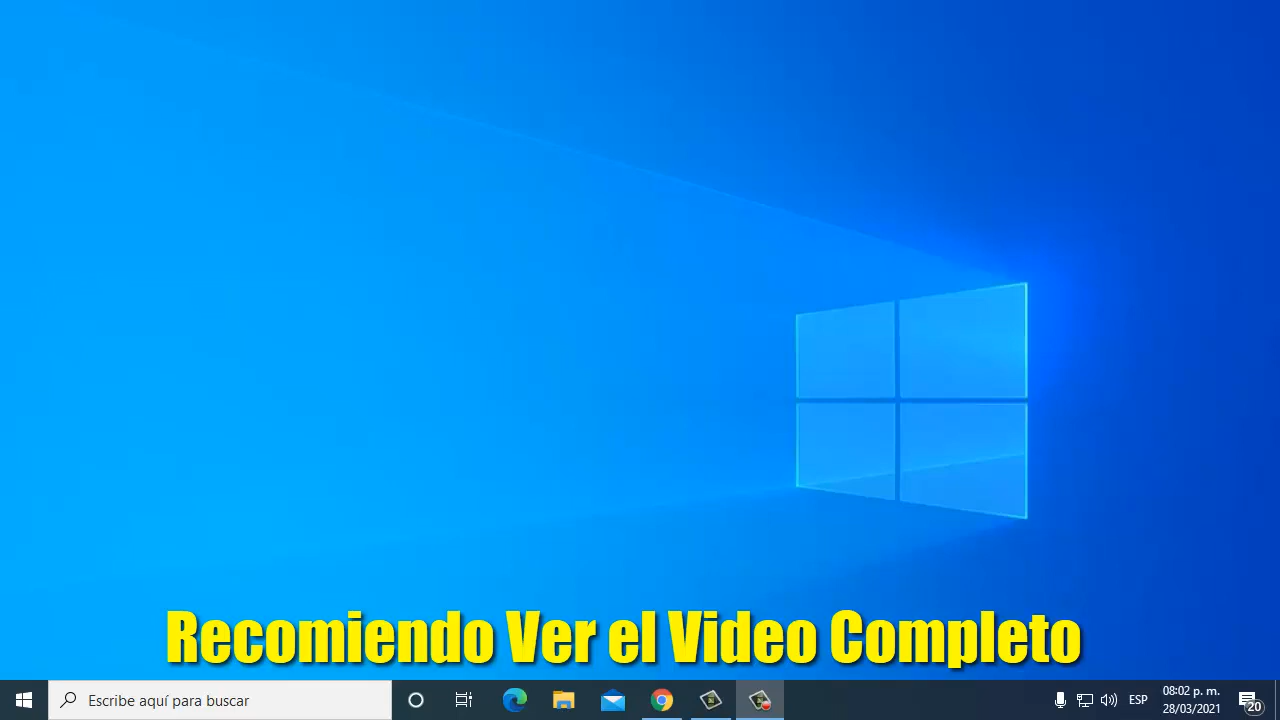 Recomiendo Ver el Video Completo
Escribe aquí para buscar
ESP
08:02 p. m.
28/03/2021
20